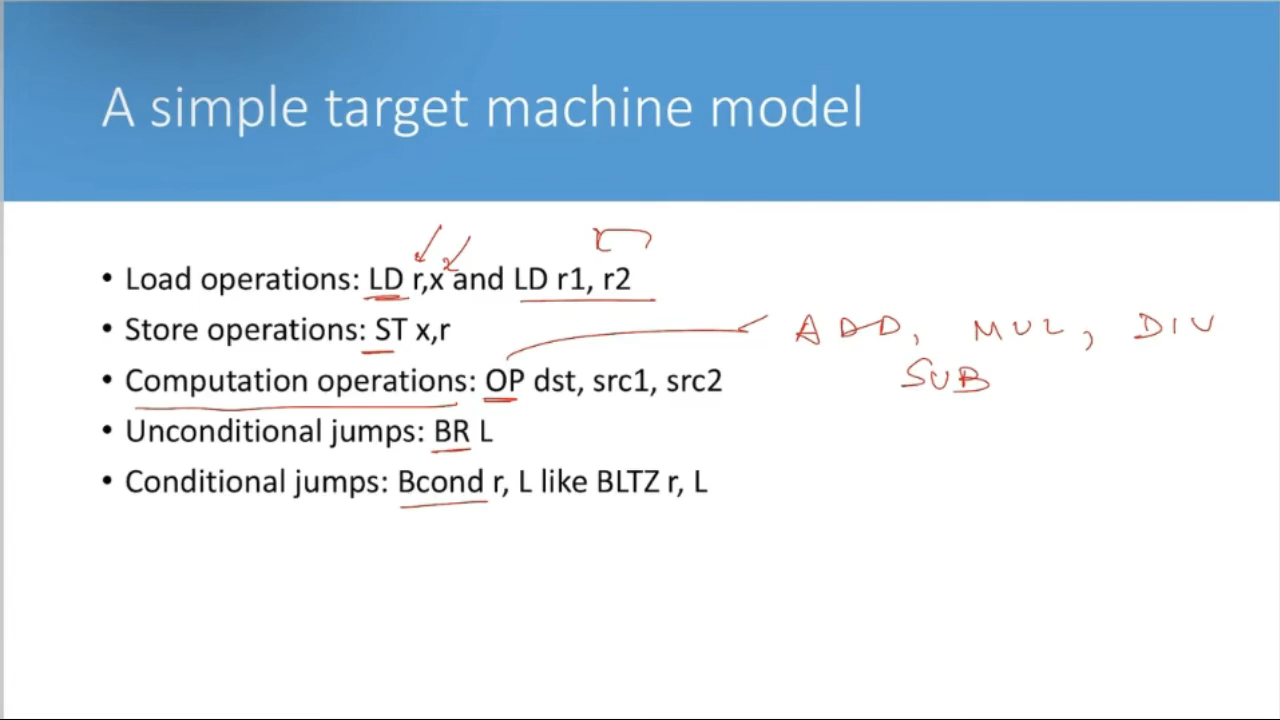 A simple target machine model
• Load operations: LD r,x and LD r1, r2
• Store operations: ST x,r
ADD, MUL, DIV
SUB
• Computation operations: OP dst, src1, src2
• Unconditional jumps: BR L
• Conditional jumps: Bcond r, L like BLTZ r, L